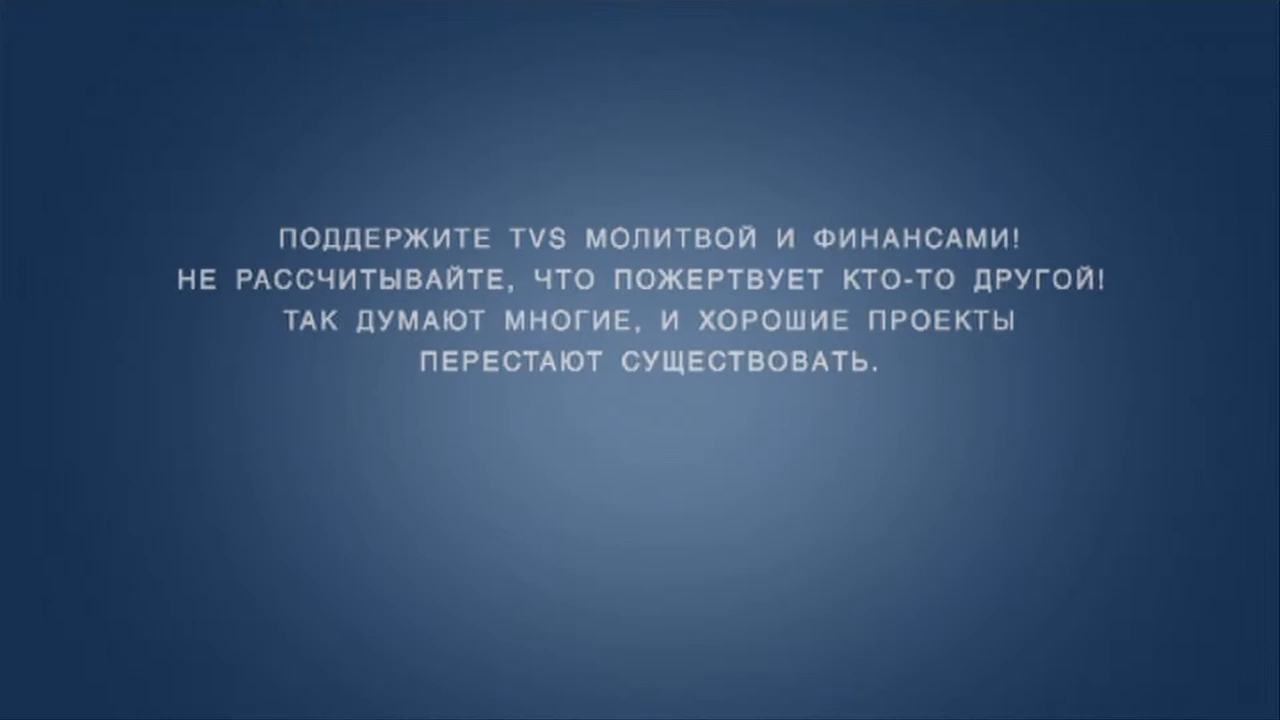 ПОДДЕРЖИТЕ TVS МОЛИТВОЙ И ФИНАНСАМИ!
НЕ РАССЧИТЫВАЙТЕ, ЧТО ПОЖЕРТВУЕТ КТО-ТО ДРУГОЙ!
ТАК ДУМАЮТ МНОГИЕ, И ХОРОШИЕ ПРОЕКТЫ
ПЕРЕСТАЮТ СУЩЕСТВОВАТЬ.